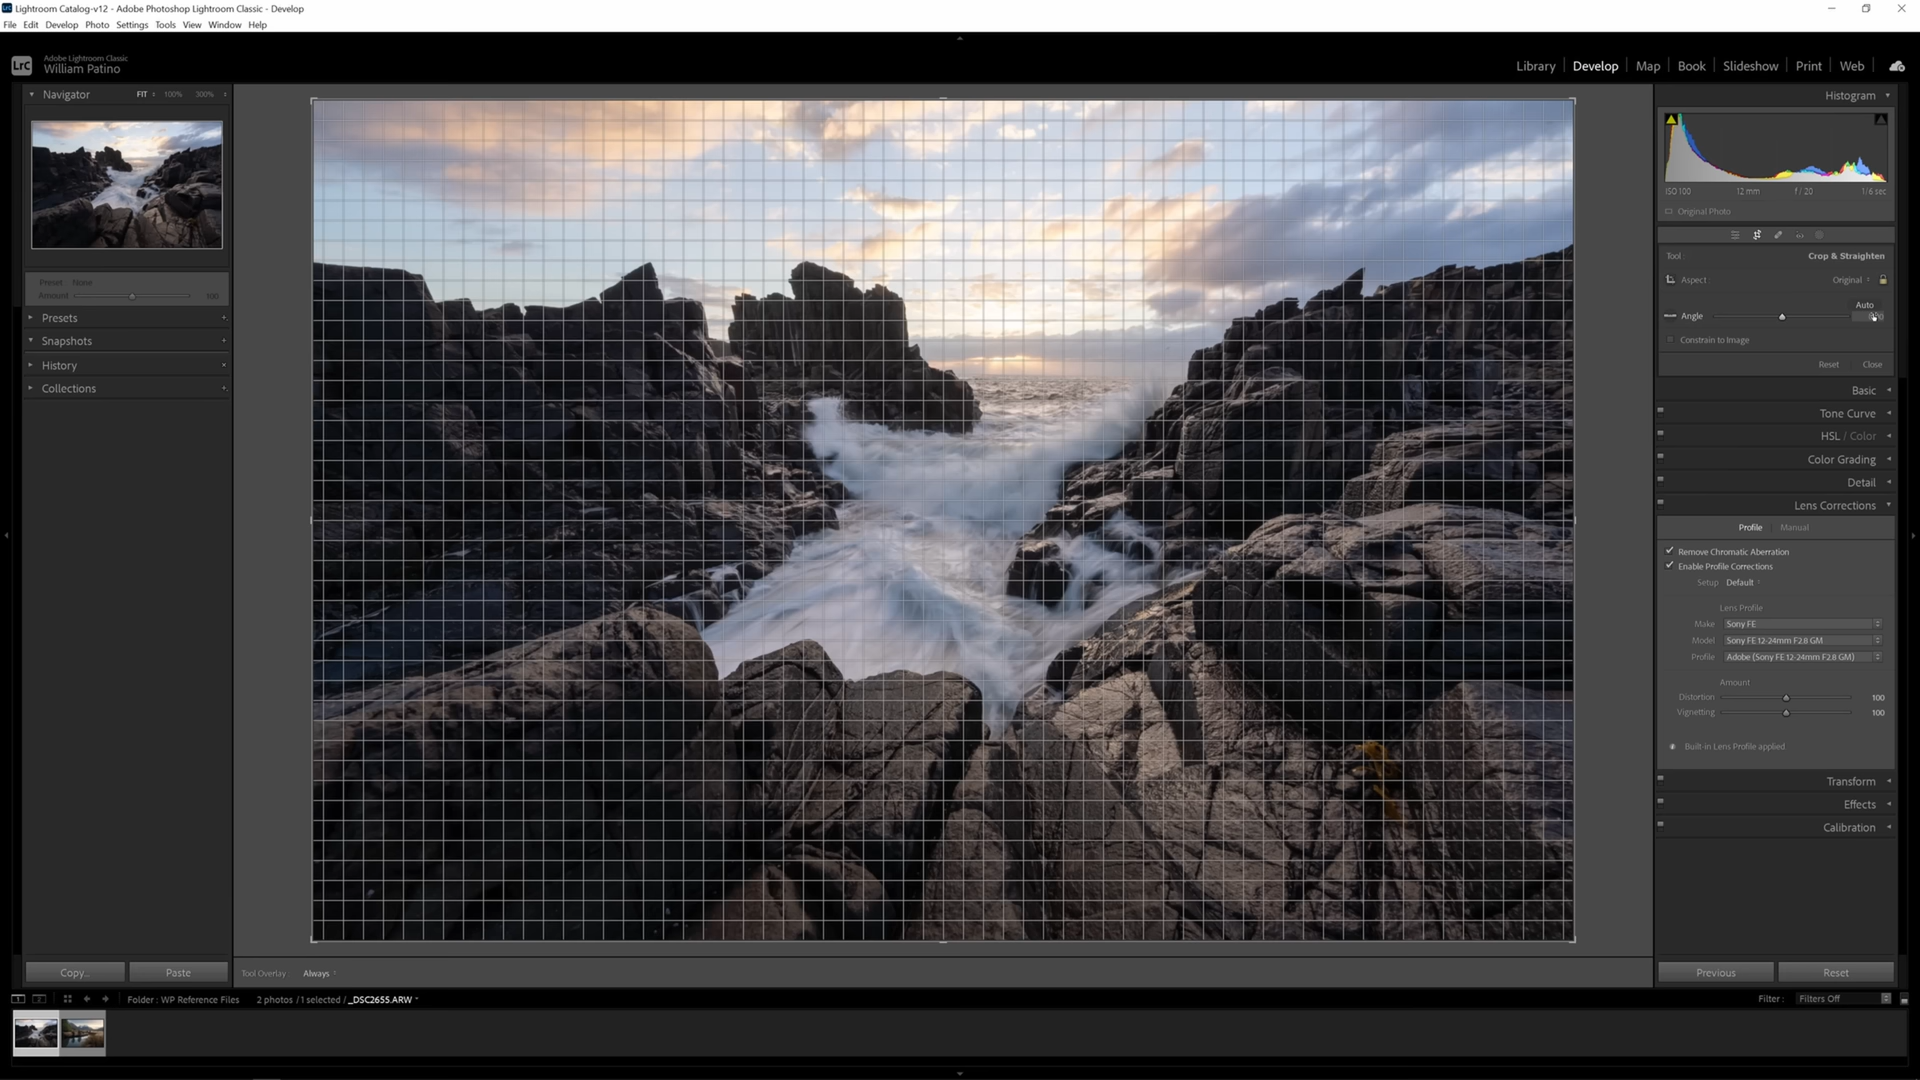 Lightroom Catalog-v12 - Adobe Photoshop Lightroom Classic - Develop
File Edit Develop Photo Settings Tools View Window Help
LrC
Adobe Lightroom Classic
William Patino
Library Develop Map Book Slideshow Print Web
Navigator FIT 100% 300%
Histogram
ISO 100 12 mm f / 20 1/6 sec
Original Photo
Tool : Crop & Straighten
Aspect : Original
Auto
Angle
Constrain to Image
Reset Close
Preset None
Amount 100
Presets
Snapshots
History
Collections
Basic
Tone Curve
HSL / Color
Color Grading
Detail
Lens Corrections
Profile Manual
Remove Chromatic Aberration
Enable Profile Corrections
Setup Default
Lens Profile
Make Sony FE
Model Sony FE 12-24mm F2.8 GM
Profile Adobe (Sony FE 12-24mm F2.8 GM)
Amount
Distortion 100
Vignetting 100
Built-in Lens Profile applied
Transform
Effects
Calibration
Copy... Paste
Tool Overlay Always
Previous Reset
1 2 Folder : WP Reference Files 2 photos / 1 selected / _DSC2655.ARW
Filter : Filters Off